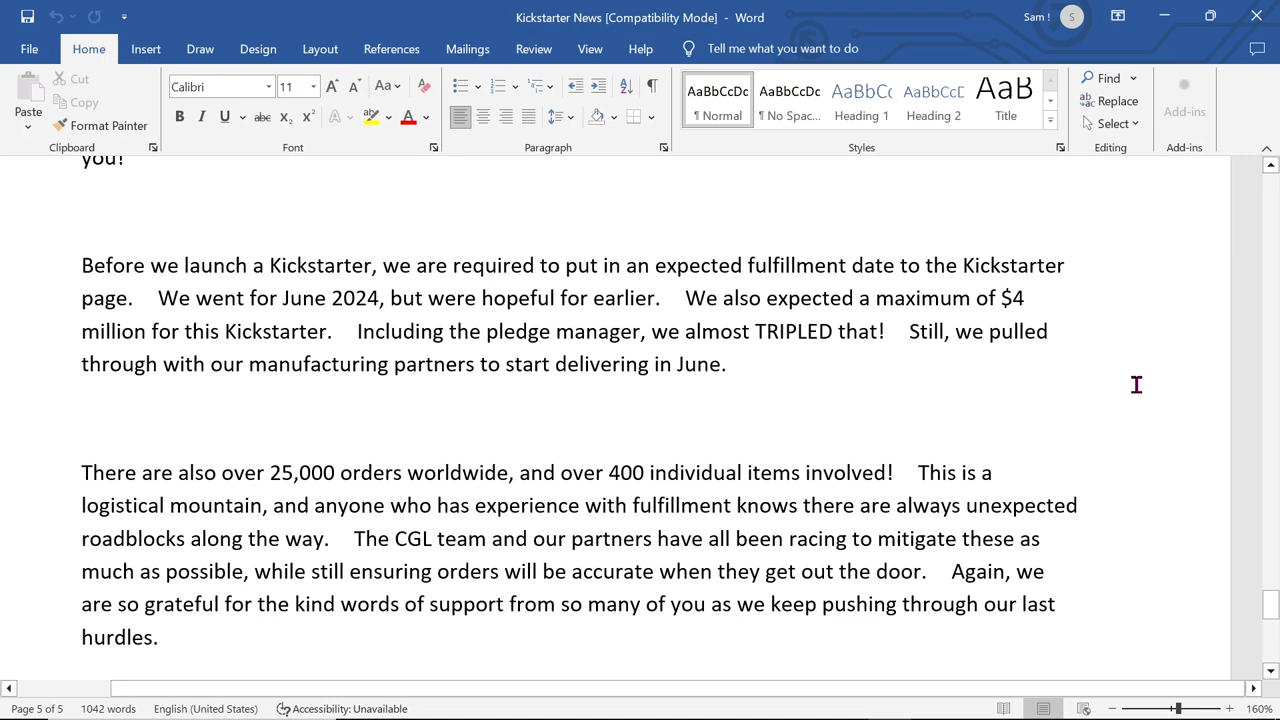 Kickstarter News [Compatibility Mode] - Word
Sam !
S
File Home Insert Draw Design Layout References Mailings Review View Help Tell me what you want to do
Paste
Cut
Copy
Format Painter
Clipboard
Calibri 11
Font
Paragraph
AaBbCcDc
¶ Normal
AaBbCcDc
¶ No Spac...
AaBbCc
Heading 1
AaBbCcD
Heading 2
AaB
Title
Styles
Find
Replace
Select
Editing
Add-ins
Add-ins
you!
Before we launch a Kickstarter, we are required to put in an expected fulfillment date to the Kickstarter
page. We went for June 2024, but were hopeful for earlier. We also expected a maximum of $4
million for this Kickstarter. Including the pledge manager, we almost TRIPLED that! Still, we pulled
through with our manufacturing partners to start delivering in June.
There are also over 25,000 orders worldwide, and over 400 individual items involved! This is a
logistical mountain, and anyone who has experience with fulfillment knows there are always unexpected
roadblocks along the way. The CGL team and our partners have all been racing to mitigate these as
much as possible, while still ensuring orders will be accurate when they get out the door. Again, we
are so grateful for the kind words of support from so many of you as we keep pushing through our last
hurdles.
Page 5 of 5 1042 words English (United States) Accessibility: Unavailable 160%